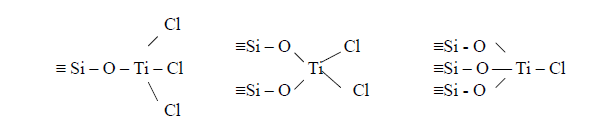 Cl
≡Si – O Cl ≡Si - O
≡ Si – O – Ti – Cl Ti ≡Si – O — Ti – Cl
≡Si – O Cl ≡Si - O
Cl